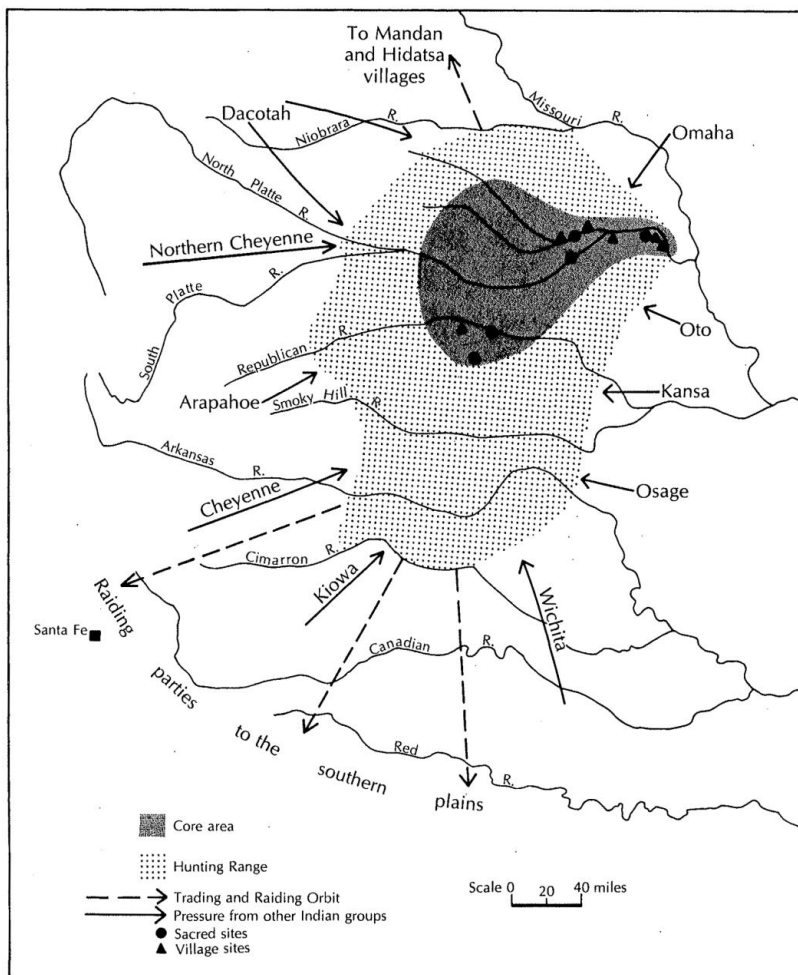 To Mandan
and Hidatsa
villages
Missouri R.
Dacotah
Niobrara R.
Omaha
North Platte R.
Northern Cheyenne
South Platte R.
Oto
Republican R.
Kansa
Arapahoe
Smoky Hill R.
Arkansas R.
Osage
Cheyenne
Cimarron R.
Kiowa
Wichita
Raiding
parties
to the
southern
plains
Santa Fe
Canadian R.
Red R.
Core area
Hunting Range
Trading and Raiding Orbit
Pressure from other Indian groups
Sacred sites
Village sites
Scale 0 20 40 miles